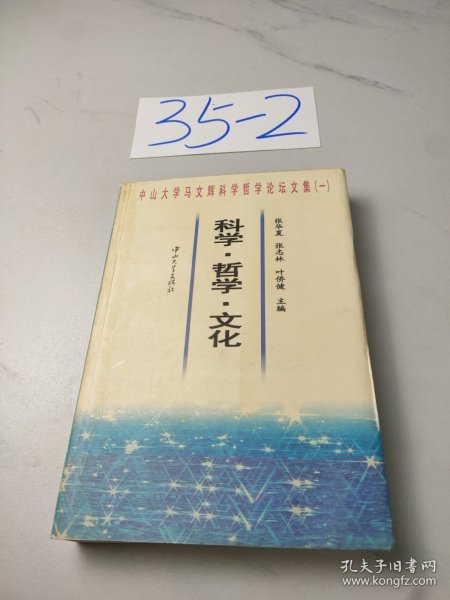 35-2
中山大学马文辉科学哲学论坛文集(一)
张华夏 张志林 叶侨健 主编
科学·哲学·文化
中山大学出版社
孔夫子旧书网
www.kongfz.com